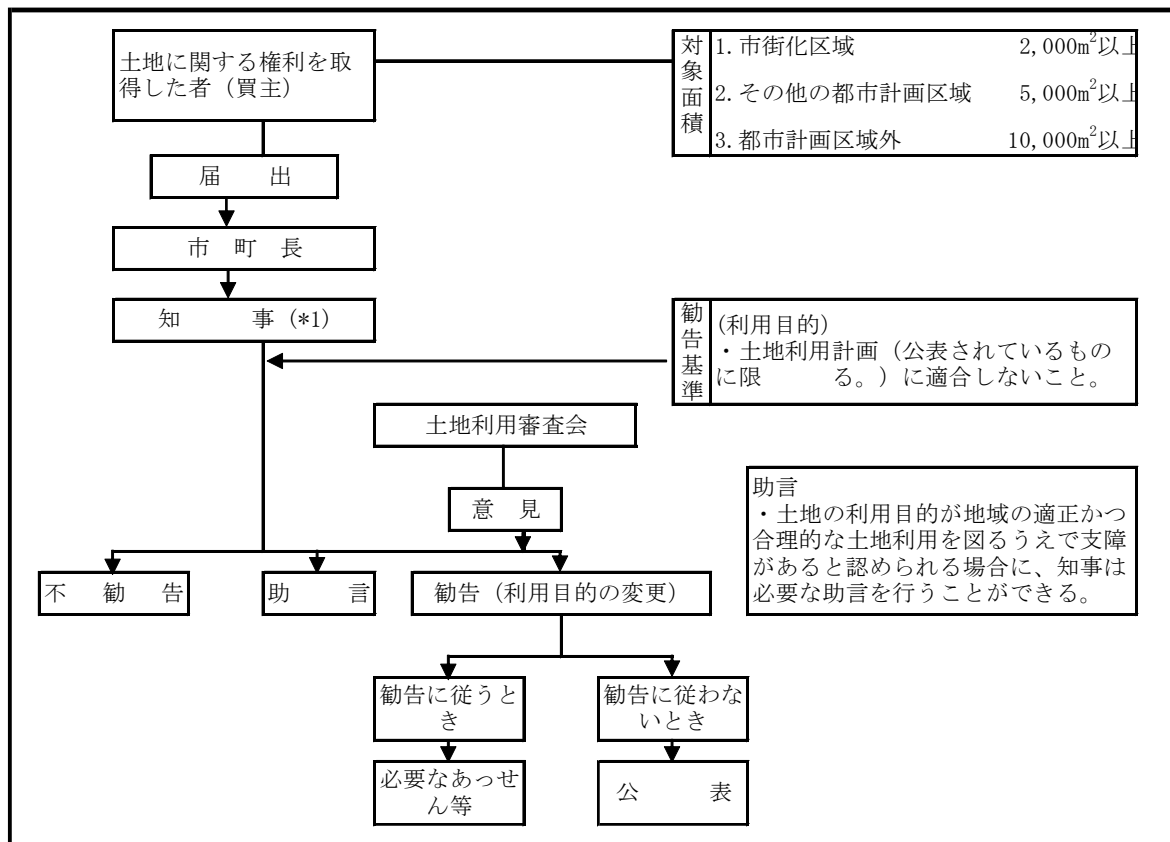 土地に関する権利を取
得した者（買主）
対象面積
1.市街化区域 2,000m²以上
2.その他の都市計画区域 5,000m²以上
3.都市計画区域外 10,000m²以上
届 出
市 町 長
知 事(*1)
勧告基準
(利用目的)
・土地利用計画（公表されているもの
に限 る。）に適合しないこと。
土地利用審査会
意 見
助言
・土地の利用目的が地域の適正かつ
合理的な土地利用を図るうえで支障
があると認められる場合に、知事は
必要な助言を行うことができる。
不 勧 告
助 言
勧告（利用目的の変更）
勧告に従うと
き
勧告に従わな
いとき
必要なあっせ
ん等
公 表